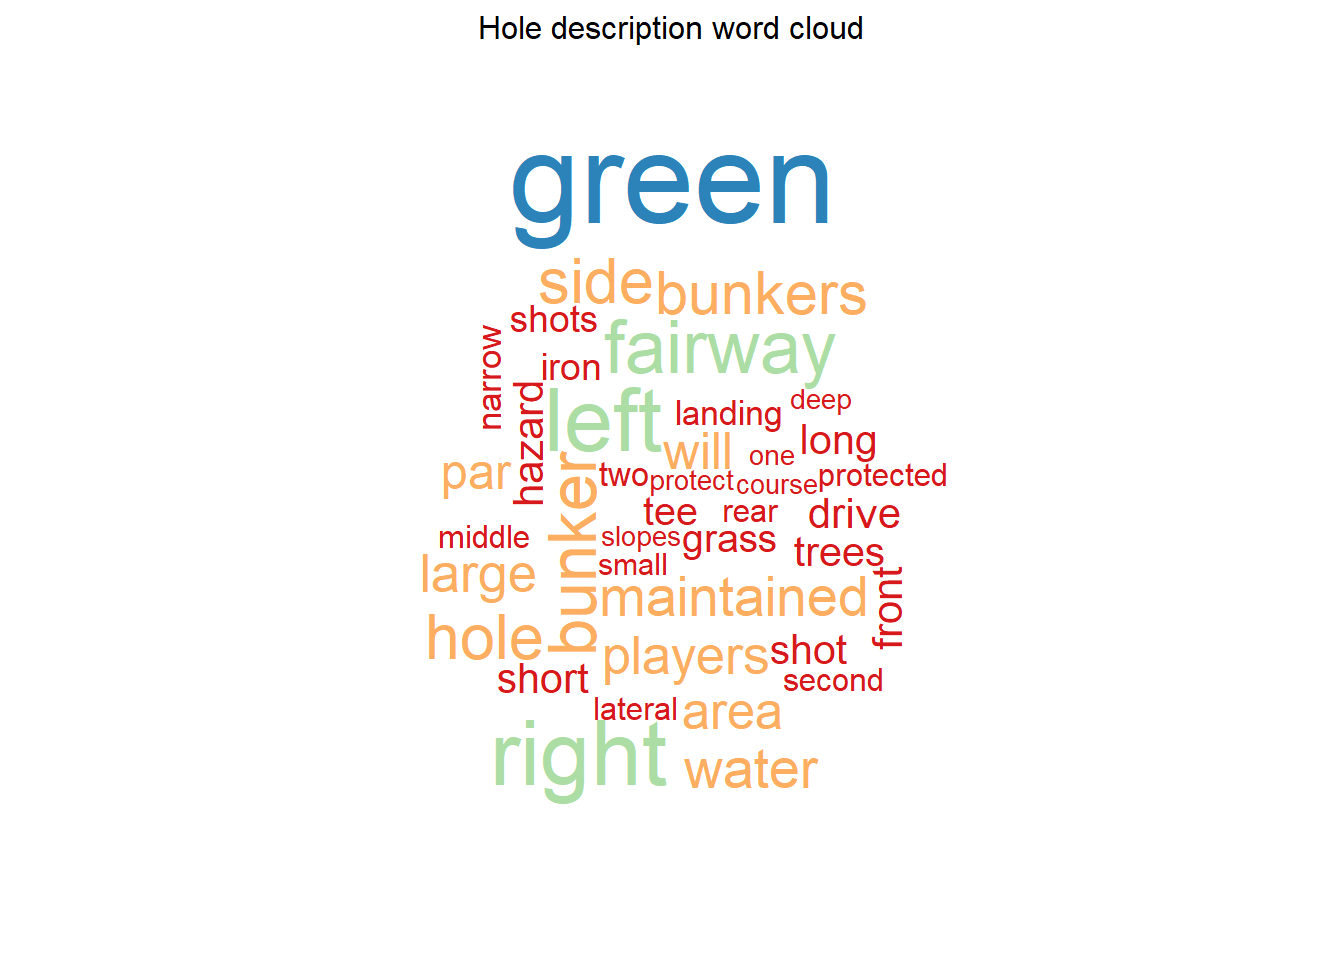 Hole description word cloud
green
side bunkers
shots fairway
narrow
iron
hazard
left landing deep
will one long
par two protect course protected
bunker
tee rear drive
middle slopes grass trees
large small
maintained front
hole players shot
short second
lateral area
right water